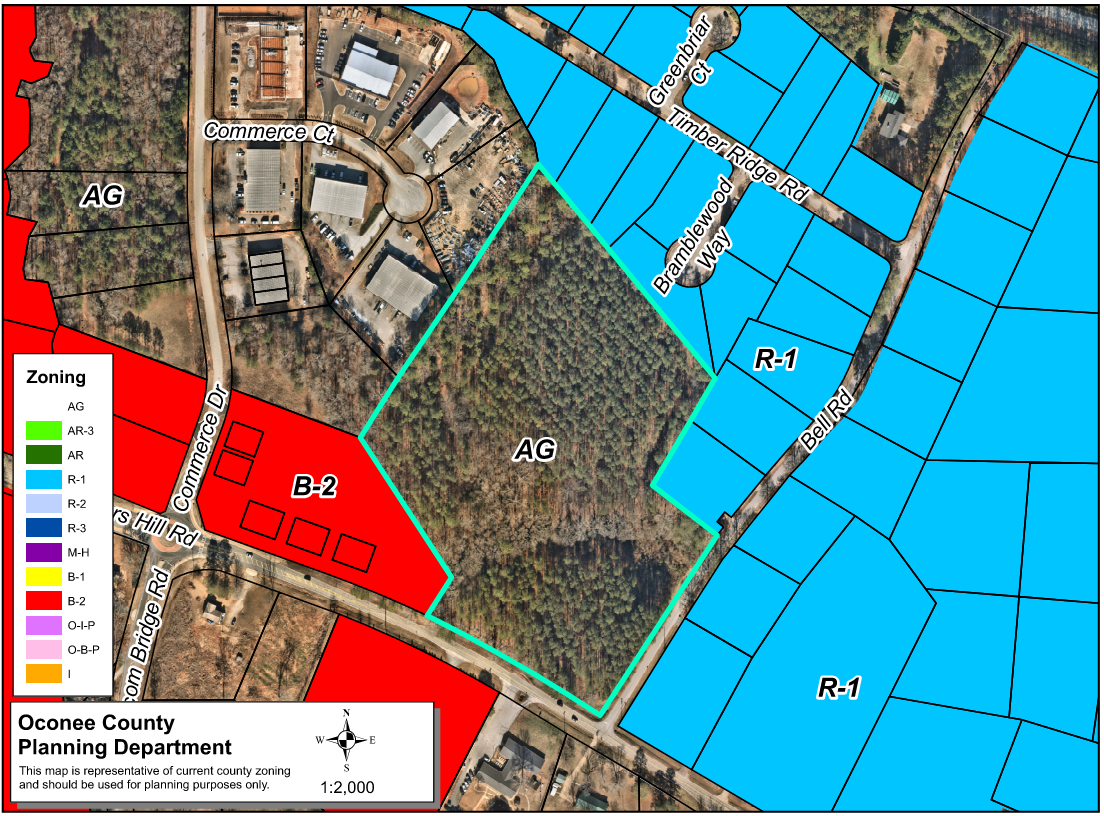 Greenbriar
Ct
Commerce Ct
Timber Ridge Rd
AG
Bramblewood
Way
R-1
Zoning
AG
AR-3
AR
R-1
R-2
R-3
M-H
B-1
B-2
O-I-P
O-B-P
I
Commerce Dr
Bell Rd
AG
B-2
rs Hill Rd
som Bridge Rd
R-1
Oconee County
Planning Department
This map is representative of current county zoning
and should be used for planning purposes only.
N
W
E
S
1:2,000